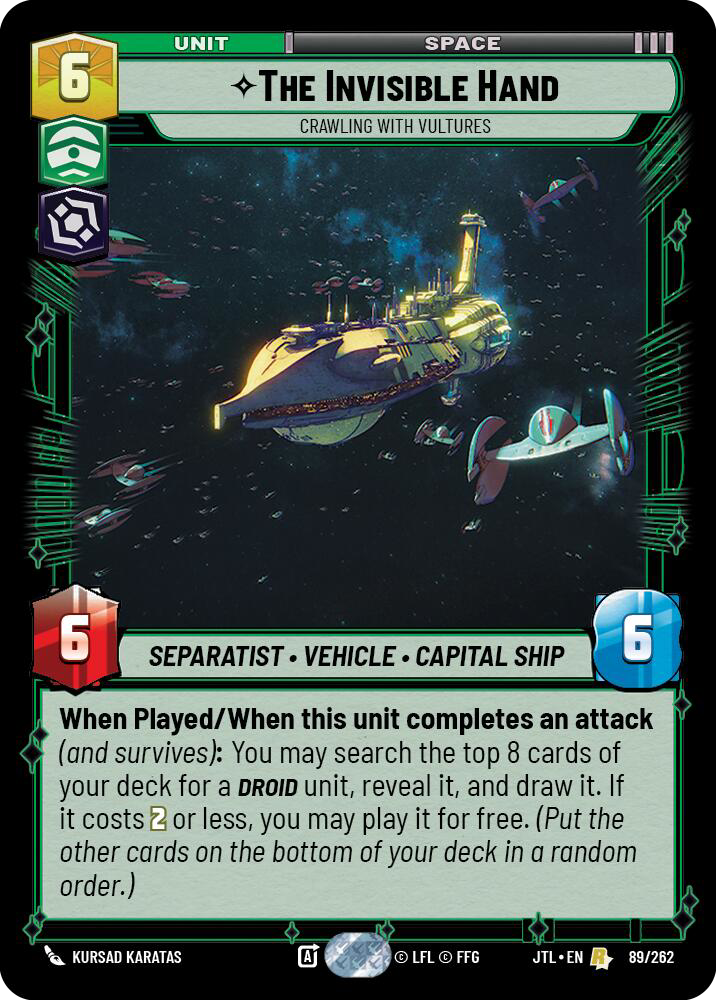 UNIT
SPACE
6
THE INVISIBLE HAND
CRAWLING WITH VULTURES
6
SEPARATIST • VEHICLE • CAPITAL SHIP
6
When Played/When this unit completes an attack
(and survives): You may search the top 8 cards of
your deck for a DROID unit, reveal it, and draw it. If
it costs 2 or less, you may play it for free. (Put the
other cards on the bottom of your deck in a random
order.)
KURSAD KARATAS
A
© LFL © FFG
JTL • EN
R
89/262